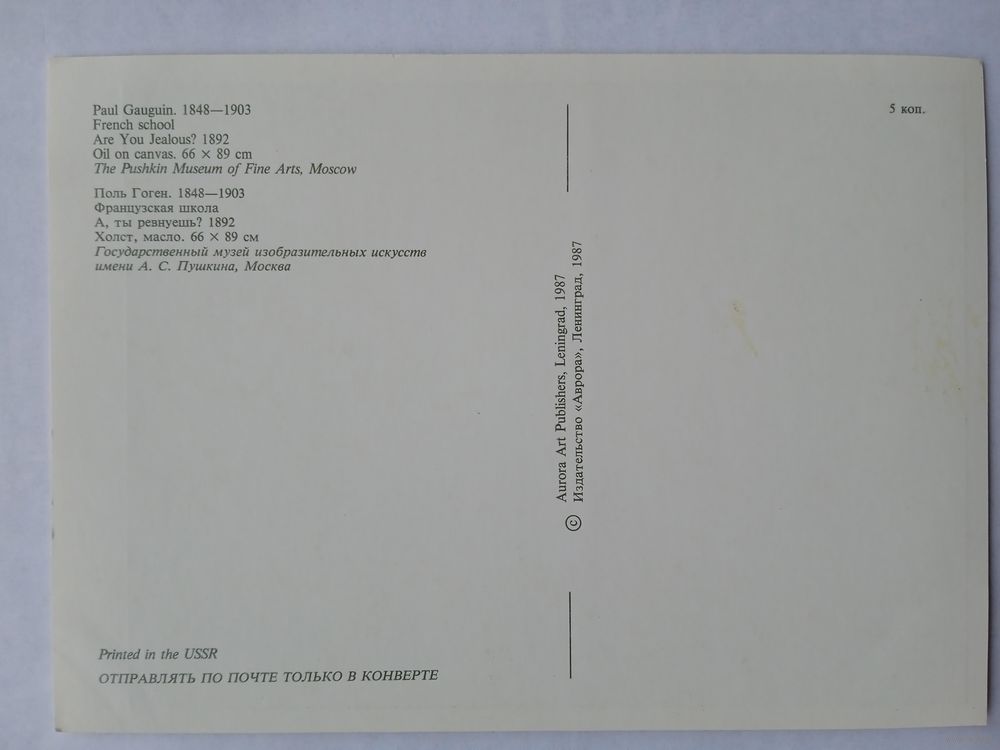 Paul Gauguin. 1848—1903
French school
Are You Jealous? 1892
Oil on canvas. 66 × 89 cm
The Pushkin Museum of Fine Arts, Moscow
Поль Гоген. 1848—1903
Французская школа
А, ты ревнуешь? 1892
Холст, масло. 66 × 89 см
Государственный музей изобразительных искусств
имени А. С. Пушкина, Москва
Printed in the USSR
ОТПРАВЛЯТЬ ПО ПОЧТЕ ТОЛЬКО В КОНВЕРТЕ
© Aurora Art Publishers, Leningrad, 1987
Издательство «Аврора», Ленинград, 1987
5 коп.